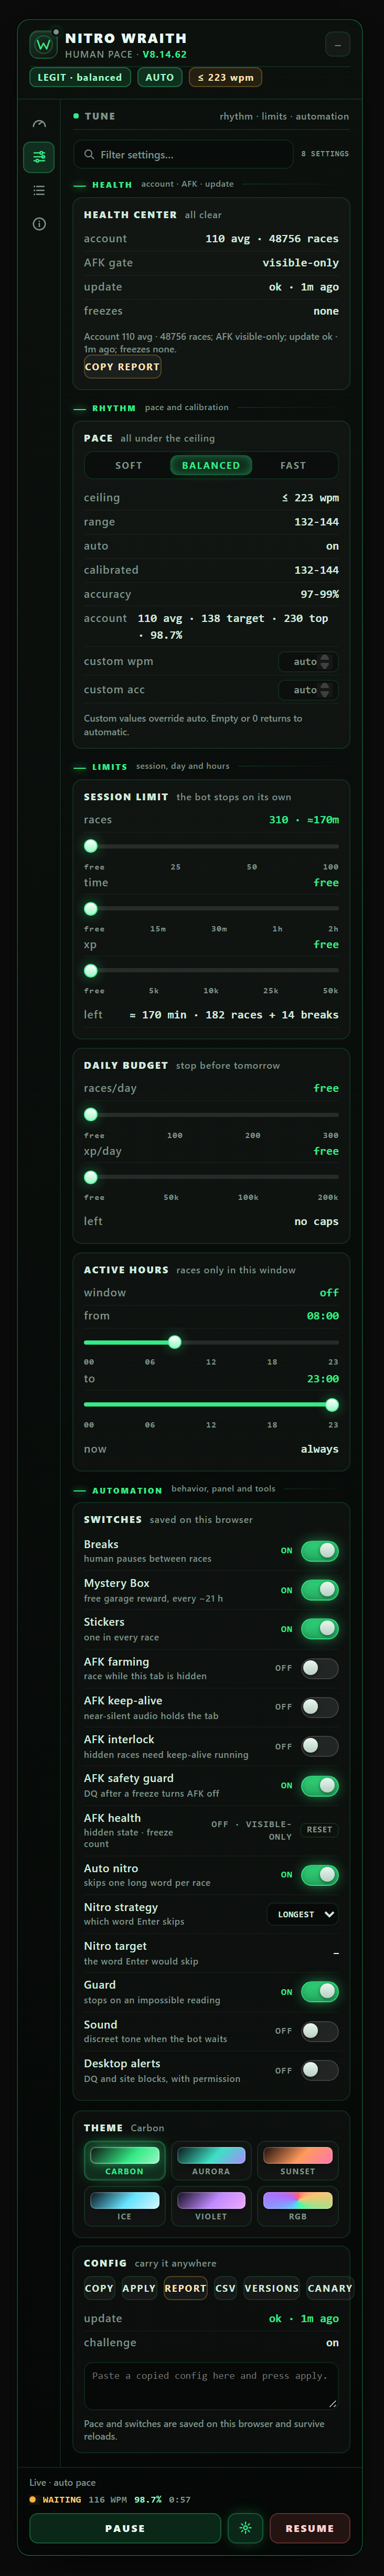 NITRO WRAITH
HUMAN PACE · V8.14.62
–
LEGIT · balanced
AUTO
≤ 223 wpm
TUNE
rhythm · limits · automation
Filter settings...
8 SETTINGS
HEALTH account · AFK · update
HEALTH CENTER all clear
account 110 avg · 48756 races
AFK gate visible-only
update ok · 1m ago
freezes none
Account 110 avg · 48756 races; AFK visible-only; update ok ·
1m ago; freezes none.
COPY REPORT
RHYTHM pace and calibration
PACE all under the ceiling
SOFT BALANCED FAST
ceiling ≤ 223 wpm
range 132-144
auto on
calibrated 132-144
accuracy 97-99%
account 110 avg · 138 target · 230 top
· 98.7%
custom wpm auto
custom acc auto
Custom values override auto. Empty or 0 returns to
automatic.
LIMITS session, day and hours
SESSION LIMIT the bot stops on its own
races 310 · ≈170m
free 25 50 100
time free
free 15m 30m 1h 2h
xp free
free 5k 10k 25k 50k
left ≈ 170 min · 182 races + 14 breaks
DAILY BUDGET stop before tomorrow
races/day free
free 100 200 300
xp/day free
free 50k 100k 200k
left no caps
ACTIVE HOURS races only in this window
window off
from 08:00
00 06 12 18 23
to 23:00
00 06 12 18 23
now always
AUTOMATION behavior, panel and tools
SWITCHES saved on this browser
Breaks
human pauses between races
ON
Mystery Box
free garage reward, every ~21 h
ON
Stickers
one in every race
ON
AFK farming
race while this tab is hidden
OFF
AFK keep-alive
near-silent audio holds the tab
OFF
AFK interlock
hidden races need keep-alive running
OFF
AFK safety guard
DQ after a freeze turns AFK off
ON
AFK health
hidden state · freeze
count
OFF · VISIBLE-
ONLY
RESET
Auto nitro
skips one long word per race
ON
Nitro strategy
which word Enter skips
LONGEST
Nitro target
the word Enter would skip
–
Guard
stops on an impossible reading
ON
Sound
discreet tone when the bot waits
OFF
Desktop alerts
DQ and site blocks, with permission
OFF
THEME Carbon
CARBON AURORA SUNSET
ICE VIOLET RGB
CONFIG carry it anywhere
COPY APPLY REPORT CSV VERSIONS CANARY
update ok · 1m ago
challenge on
Paste a copied config here and press apply.
Pace and switches are saved on this browser and survive
reloads.
Live · auto pace
WAITING 116 WPM 98.7% 0:57
PAUSE
RESUME